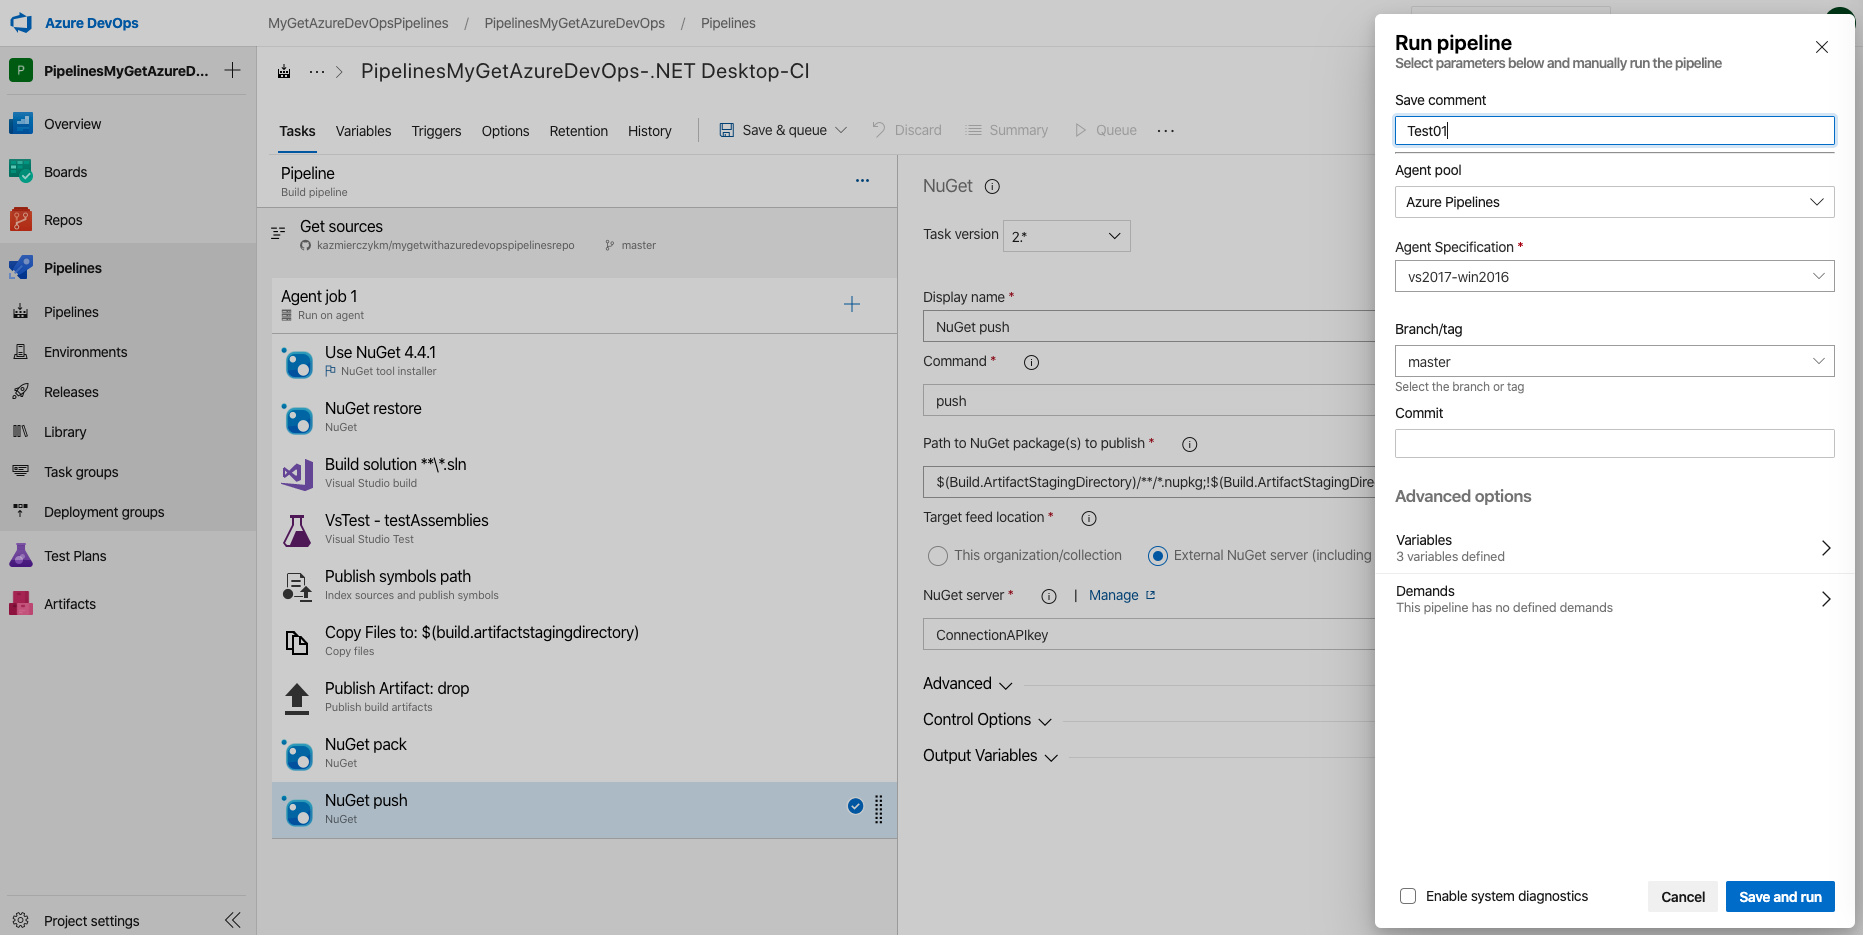 Azure DevOps
MyGetAzureDevOpsPipelines / PipelinesMyGetAzureDevOps / Pipelines
P PipelinesMyGetAzureD...
Overview
Boards
Repos
Pipelines
Pipelines
Environments
Releases
Library
Task groups
Deployment groups
Test Plans
Artifacts
Project settings
PipelinesMyGetAzureDevOps-.NET Desktop-CI
Tasks Variables Triggers Options Retention History Save & queue Discard Summary Queue
Pipeline
Build pipeline
Get sources
kazmierczykm/mygetwithazuredevopspipelinesrepo master
Agent job 1
Run on agent
Use NuGet 4.4.1
NuGet tool installer
NuGet restore
NuGet
Build solution **\*.sln
Visual Studio build
VsTest - testAssemblies
Visual Studio Test
Publish symbols path
Index sources and publish symbols
Copy Files to: $(build.artifactstagingdirectory)
Copy files
Publish Artifact: drop
Publish build artifacts
NuGet pack
NuGet
NuGet push
NuGet
NuGet
Task version 2.*
Display name *
NuGet push
Command *
push
Path to NuGet package(s) to publish *
$(Build.ArtifactStagingDirectory)/**/*.nupkg;!$(Build.ArtifactStagingDire
Target feed location *
This organization/collection External NuGet server (including
NuGet server * | Manage
ConnectionAPIkey
Advanced
Control Options
Output Variables
Run pipeline
Select parameters below and manually run the pipeline
Save comment
Test01
Agent pool
Azure Pipelines
Agent Specification *
vs2017-win2016
Branch/tag
master
Select the branch or tag
Commit
Advanced options
Variables
3 variables defined
Demands
This pipeline has no defined demands
Enable system diagnostics Cancel Save and run